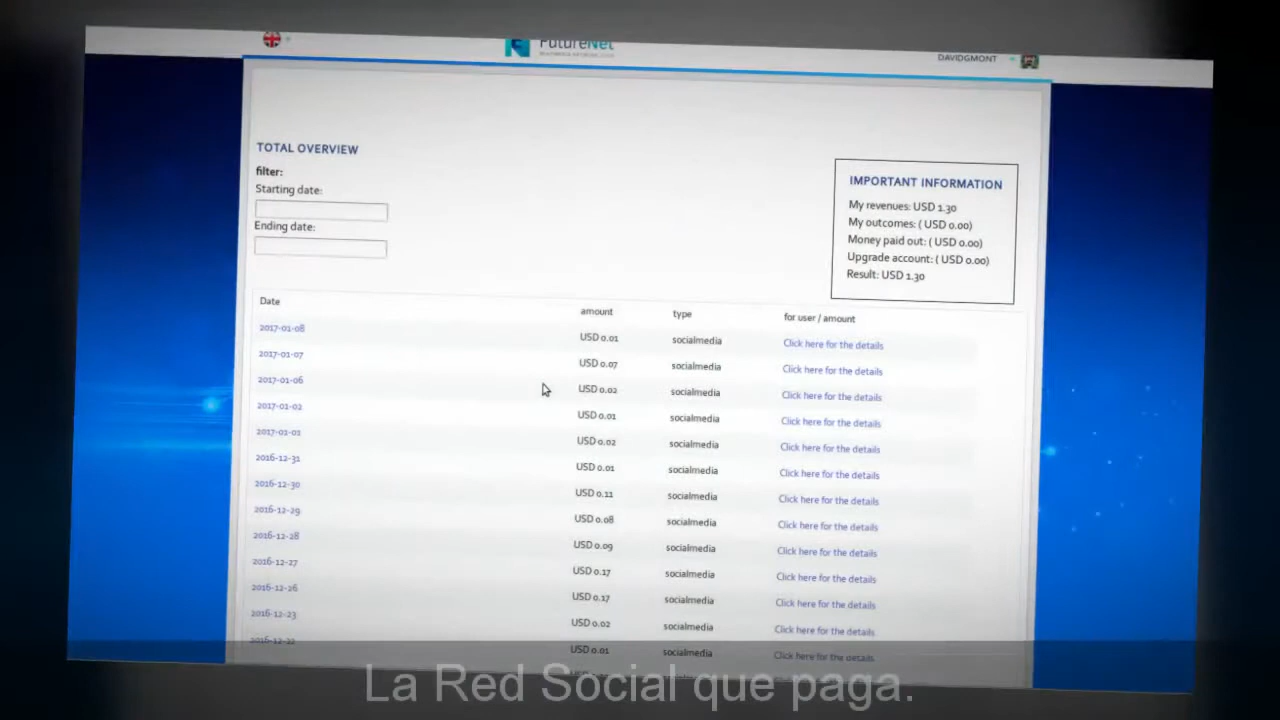 FutureNet
DAVIDGMONT
TOTAL OVERVIEW
filter:
Starting date:
Ending date:
IMPORTANT INFORMATION
My revenues: USD 1.30
My outcomes: ( USD 0.00)
Money paid out: ( USD 0.00)
Upgrade account: ( USD 0.00)
Result: USD 1.30
Date amount type for user / amount
2017-01-08 USD 0.01 socialmedia Click here for the details
2017-01-07 USD 0.07 socialmedia Click here for the details
2017-01-06 USD 0.02 socialmedia Click here for the details
2017-01-02 USD 0.01 socialmedia Click here for the details
2017-01-01 USD 0.02 socialmedia Click here for the details
2016-12-31 USD 0.01 socialmedia Click here for the details
2016-12-30 USD 0.11 socialmedia Click here for the details
2016-12-29 USD 0.08 socialmedia Click here for the details
2016-12-28 USD 0.09 socialmedia Click here for the details
2016-12-27 USD 0.17 socialmedia Click here for the details
2016-12-26 USD 0.17 socialmedia Click here for the details
2016-12-23 USD 0.02 socialmedia Click here for the details
2016-12-22 USD 0.01 socialmedia Click here for the details
La Red Social que paga.